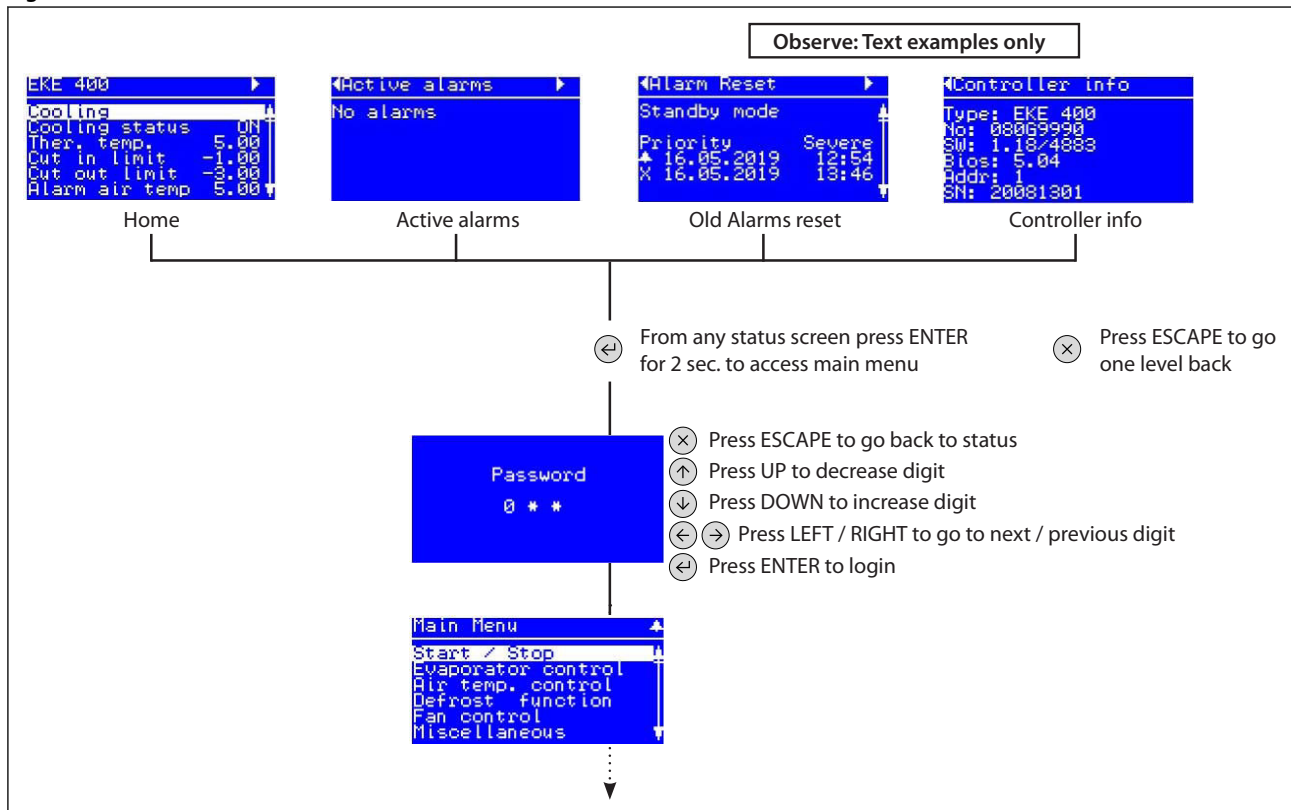 Observe: Text examples only
EKE 400
Cooling
Cooling status ON
Ther. temp. 5.00
Cut in limit -1.00
Cut out limit -3.00
Alarm air temp 5.00
Home
Active alarms
No alarms
Active alarms
Alarm Reset
Standby mode
Priority Severe
16.05.2019 12:54
X 16.05.2019 13:46
Old Alarms reset
Controller info
Type: EKE 400
No: 080G9990
SW: 1.18/4883
Bios: 5.04
Addr: 1
SN: 20081301
Controller info
From any status screen press ENTER
for 2 sec. to access main menu
Press ESCAPE to go
one level back
Password
0 * *
Press ESCAPE to go back to status
Press UP to decrease digit
Press DOWN to increase digit
Press LEFT / RIGHT to go to next / previous digit
Press ENTER to login
Main Menu
Start / Stop
Evaporator control
Air temp. control
Defrost function
Fan control
Miscellaneous